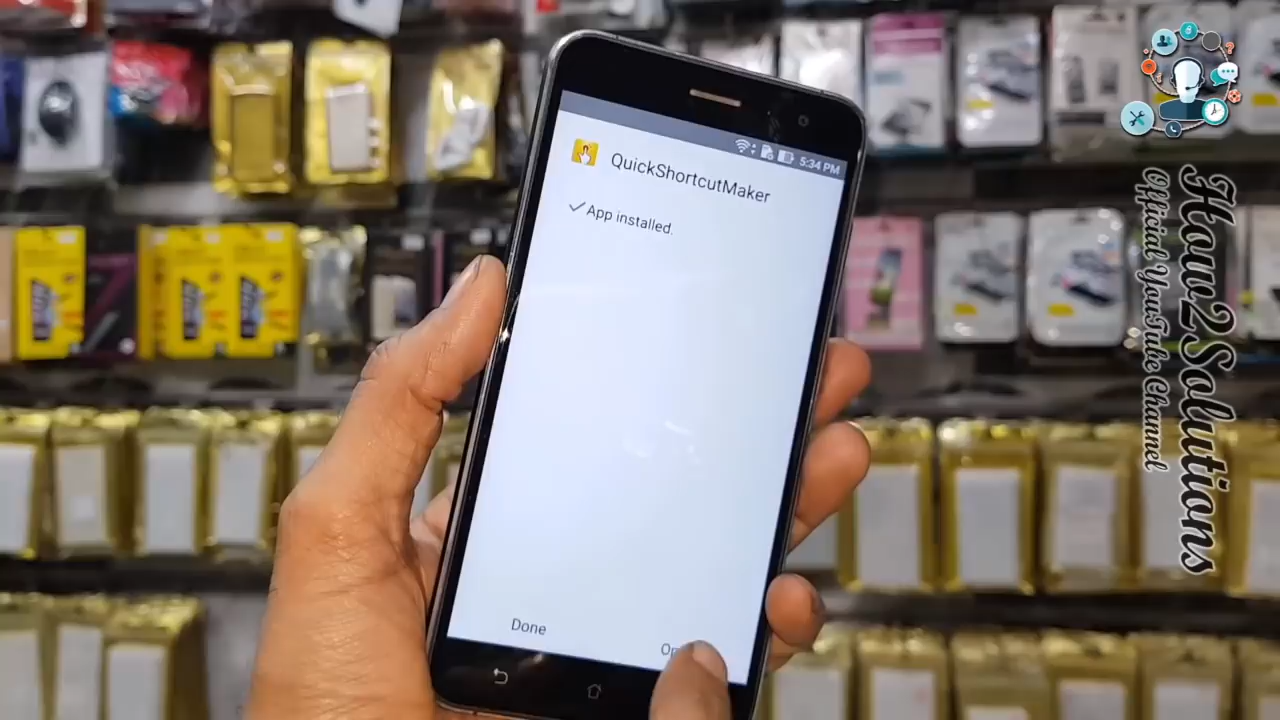 5:34 PM
QuickShortcutMaker
App installed.
Done
How2Solutions
Official YouTube Channel